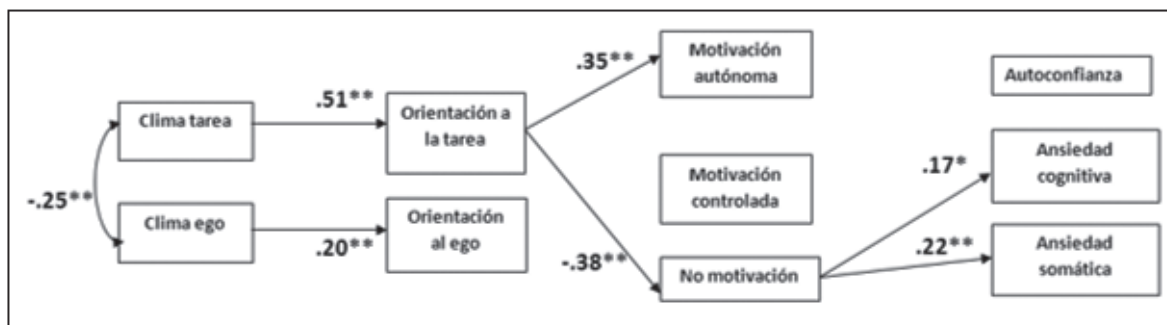 Clima tarea
-.25**
Clima ego
.51**
.20**
Orientación a
la tarea
Orientación
al ego
.35**
-.38**
Motivación
autónoma
Motivación
controlada
No motivación
.17*
.22**
Autoconfianza
Ansiedad
cognitiva
Ansiedad
somática